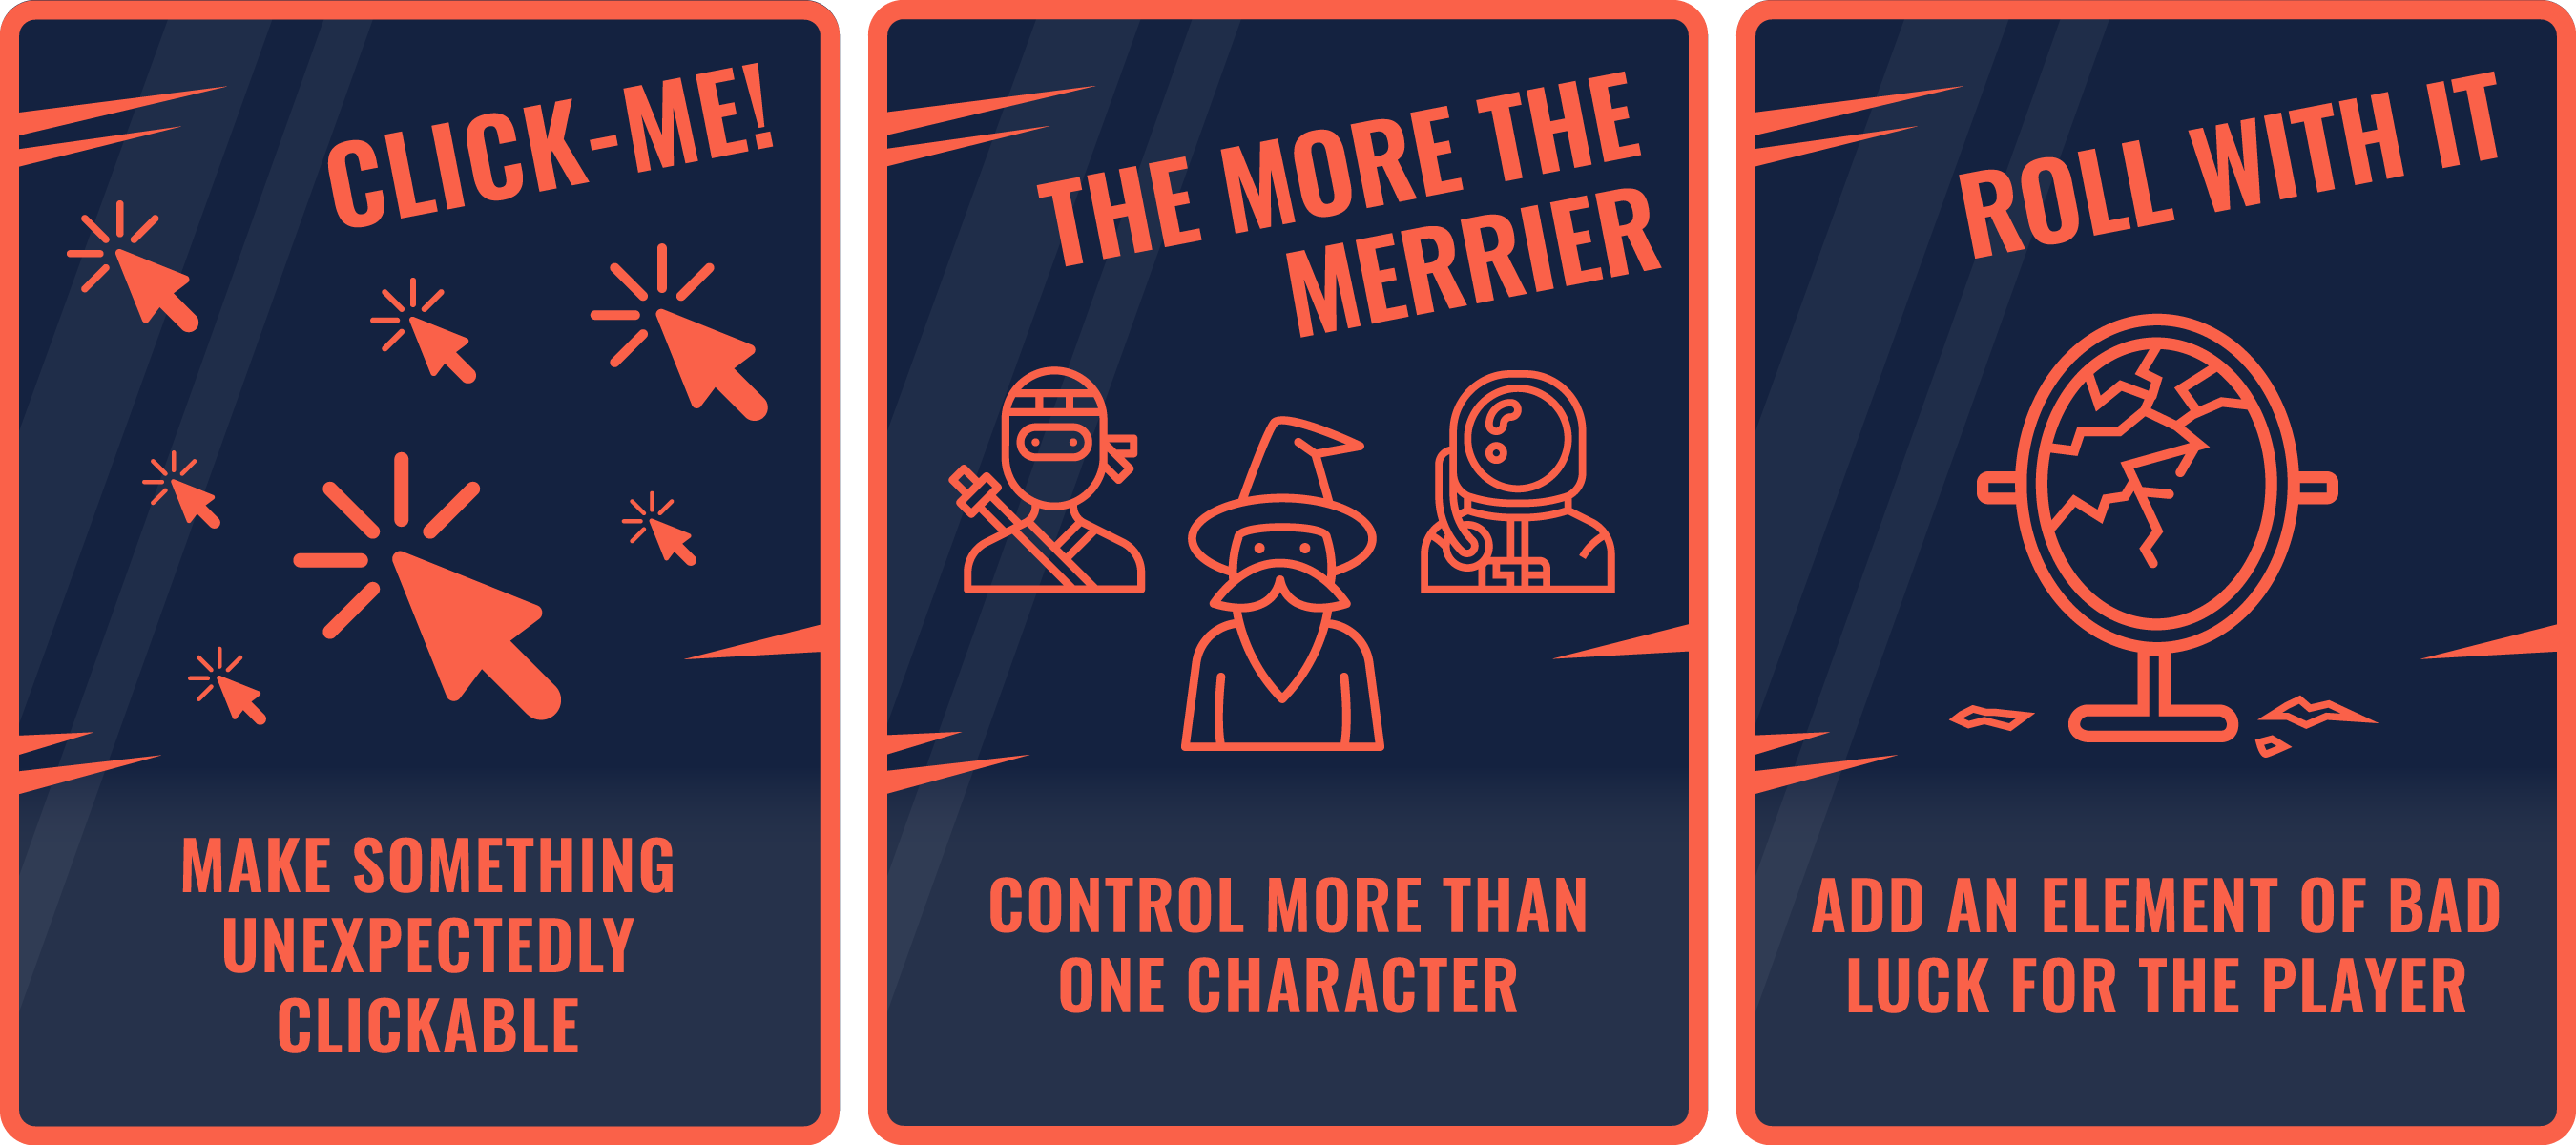 CLICK-ME!
MAKE SOMETHING
UNEXPECTEDLY
CLICKABLE
THE MORE THE
MERRIER
CONTROL MORE THAN
ONE CHARACTER
ROLL WITH IT
ADD AN ELEMENT OF BAD
LUCK FOR THE PLAYER